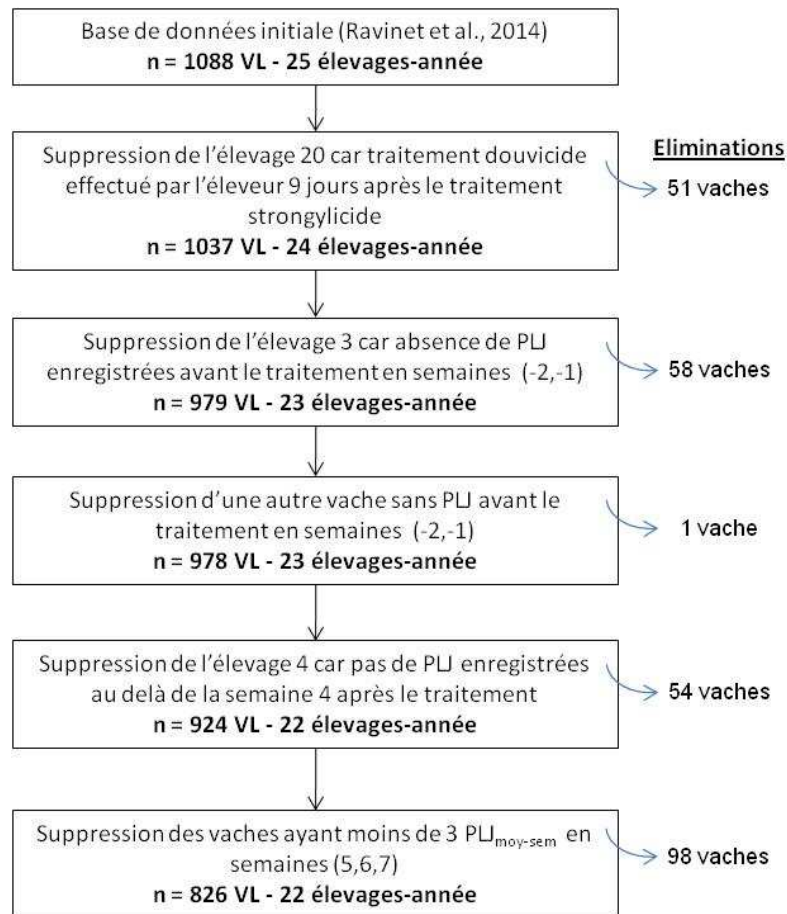 Base de données initiale (Ravinet et al., 2014)
n = 1088 VL - 25 élevages-année
Suppression de l'élevage 20 car traitement douvicide
effectué par l'éleveur 9 jours après le traitement
strongylicide
n = 1037 VL - 24 élevages-année
Eliminations
51 vaches
Suppression de l'élevage 3 car absence de PLJ
enregistrées avant le traitement en semaines (-2,-1)
n = 979 VL - 23 élevages-année
58 vaches
Suppression d'une autre vache sans PLJ avant le
traitement en semaines (-2,-1)
n = 978 VL - 23 élevages-année
1 vache
Suppression de l'élevage 4 car pas de PLJ enregistrées
au delà de la semaine 4 après le traitement
n = 924 VL - 22 élevages-année
54 vaches
Suppression des vaches ayant moins de 3 PLJmoy-sem en
semaines (5,6,7)
n = 826 VL - 22 élevages-année
98 vaches